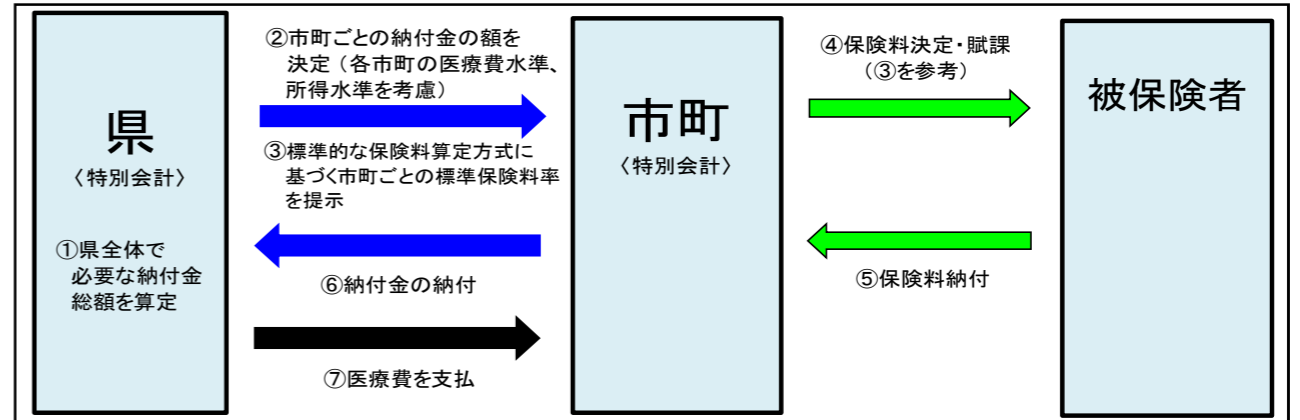 県
〈特別会計〉
①県全体で
必要な納付金
総額を算定
②市町ごとの納付金の額を
決定(各市町の医療費水準、
所得水準を考慮)
③標準的な保険料算定方式に
基づく市町ごとの標準保険料率
を提示
⑥納付金の納付
⑦医療費を支払
市町
〈特別会計〉
④保険料決定・賦課
(③を参考)
⑤保険料納付
被保険者